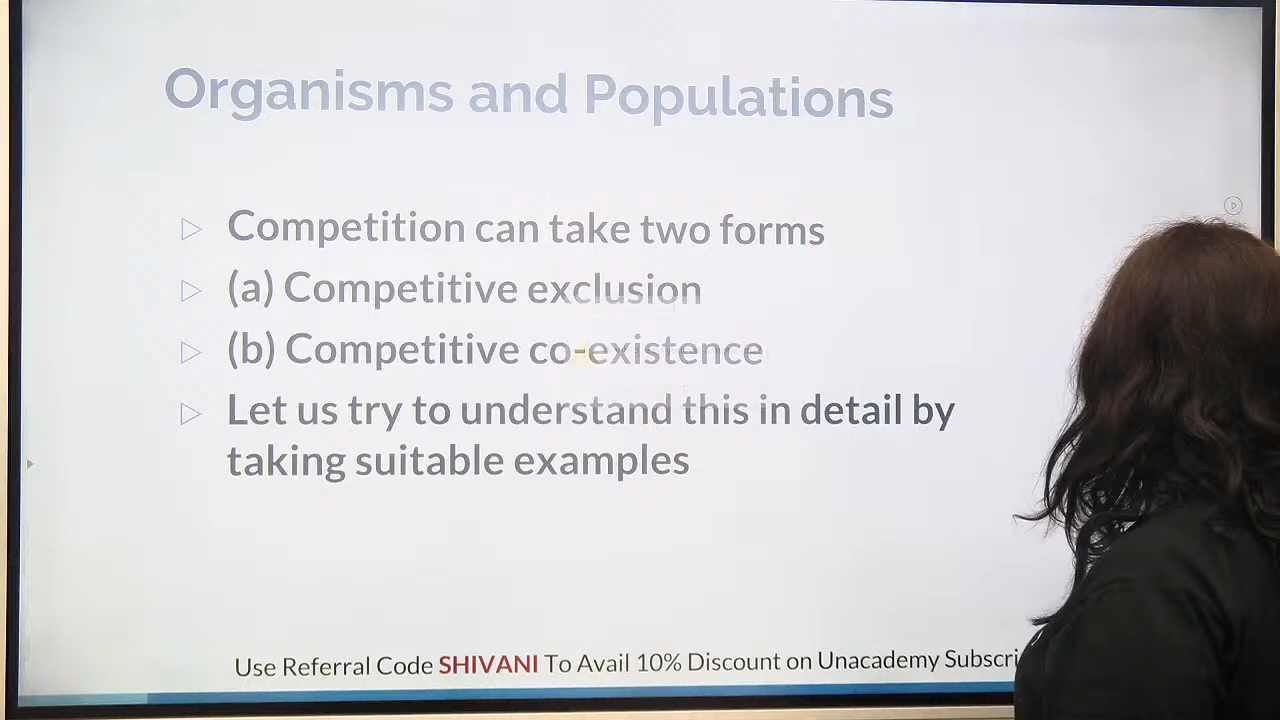 Organisms and Populations
Competition can take two forms
(a) Competitive exclusion
(b) Competitive co-existence
Let us try to understand this in detail by
taking suitable examples
Use Referral Code SHIVANI To Avail 10% Discount on Unacademy